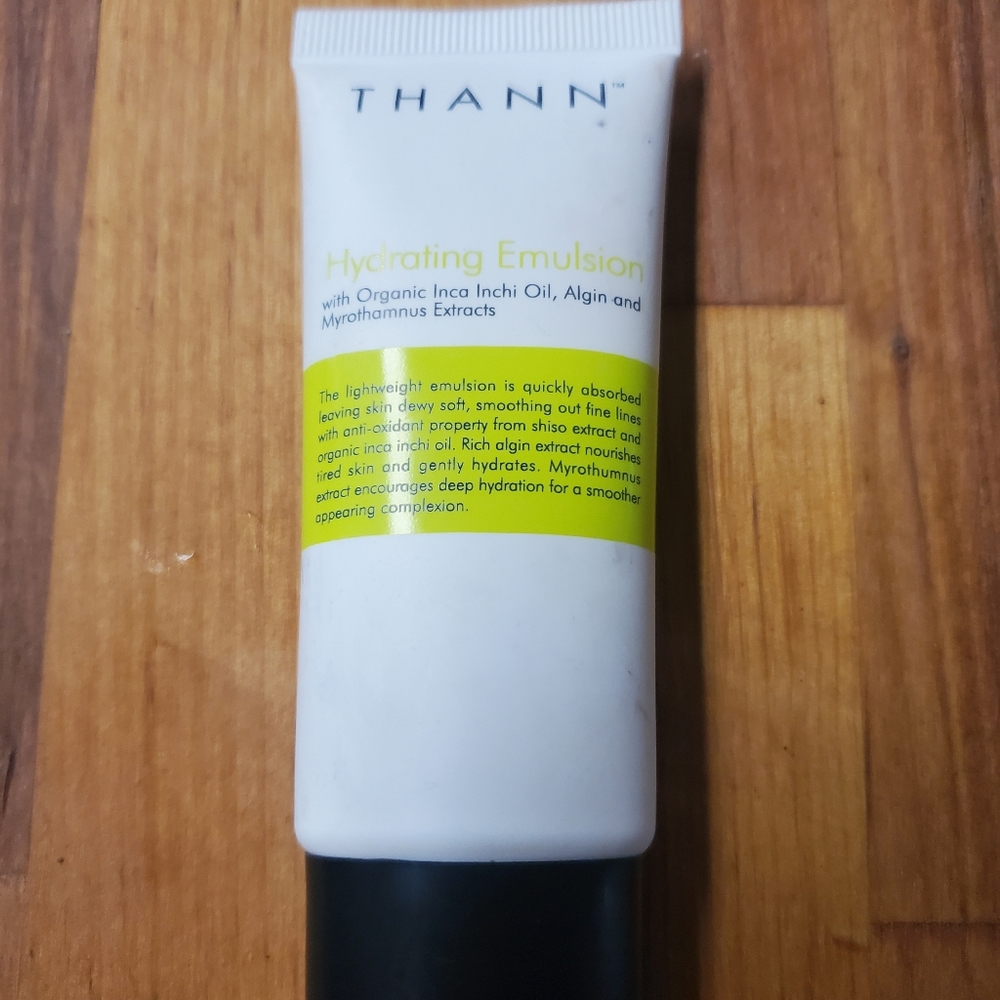 THANN™
Hydrating Emulsion
with Organic Inca Inchi Oil, Algin and
Myrothamnus Extracts
The lightweight emulsion is quickly absorbed
leaving skin dewy soft, smoothing out fine lines
with anti-oxidant property from shiso extract and
organic inca inchi oil. Rich algin extract nourishes
tired skin and gently hydrates. Myrothumnus
extract encourages deep hydration for a smoother
appearing complexion.